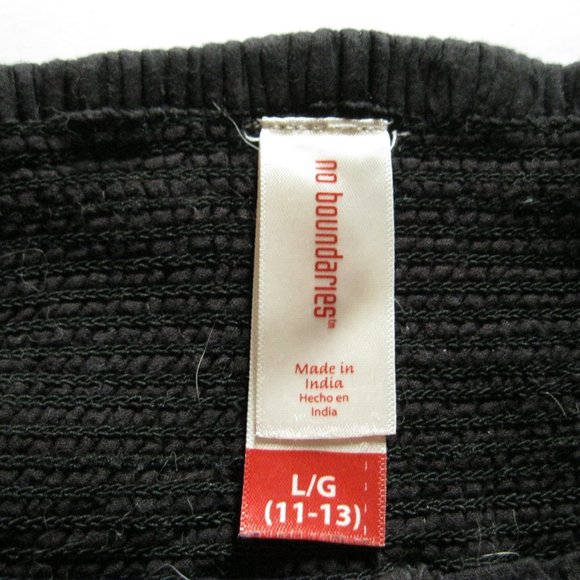 no boundaries™
Made in
India
Hecho en
India
L/G
(11-13)